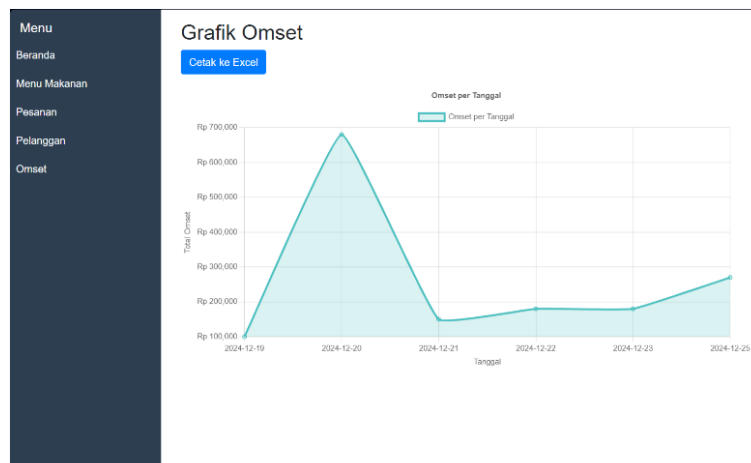 Menu
Beranda
Menu Makanan
Pesanan
Pelanggan
Omset
Grafik Omset
Cetak ke Excel
Omset per Tanggal
Omset per Tanggal
Rp 700,000
Rp 600,000
Rp 500,000
Rp 400,000
Rp 300,000
Rp 200,000
Rp 100,000
Total Omset
2024-12-19 2024-12-20 2024-12-21 2024-12-22 2024-12-23 2024-12-25
Tanggal